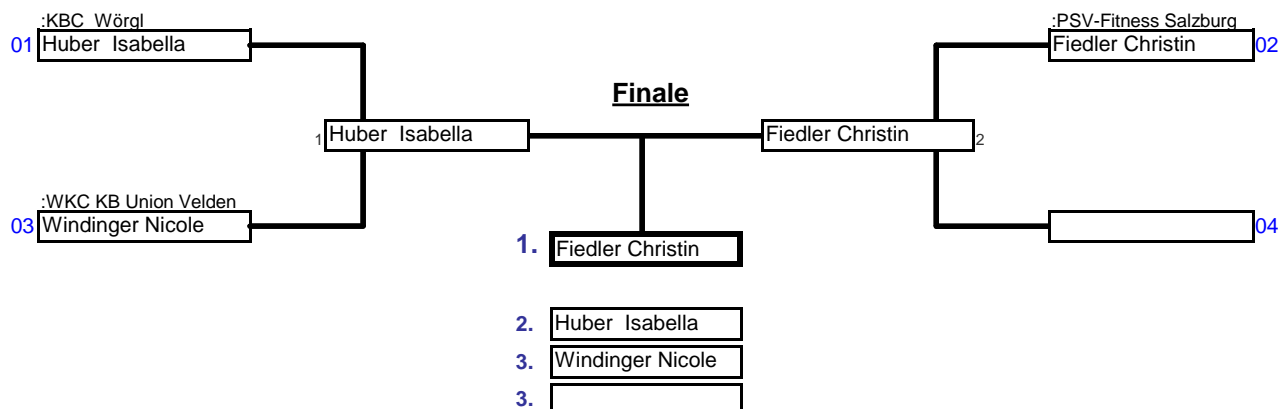 :KBC  Wörgl
01 Huber  Isabella
:PSV-Fitness Salzburg
Fiedler Christin 02
Finale
1 Huber  Isabella
Fiedler Christin 2
:WKC KB Union Velden
03 Windinger Nicole
04
1. Fiedler Christin
2. Huber  Isabella
3. Windinger Nicole
3.